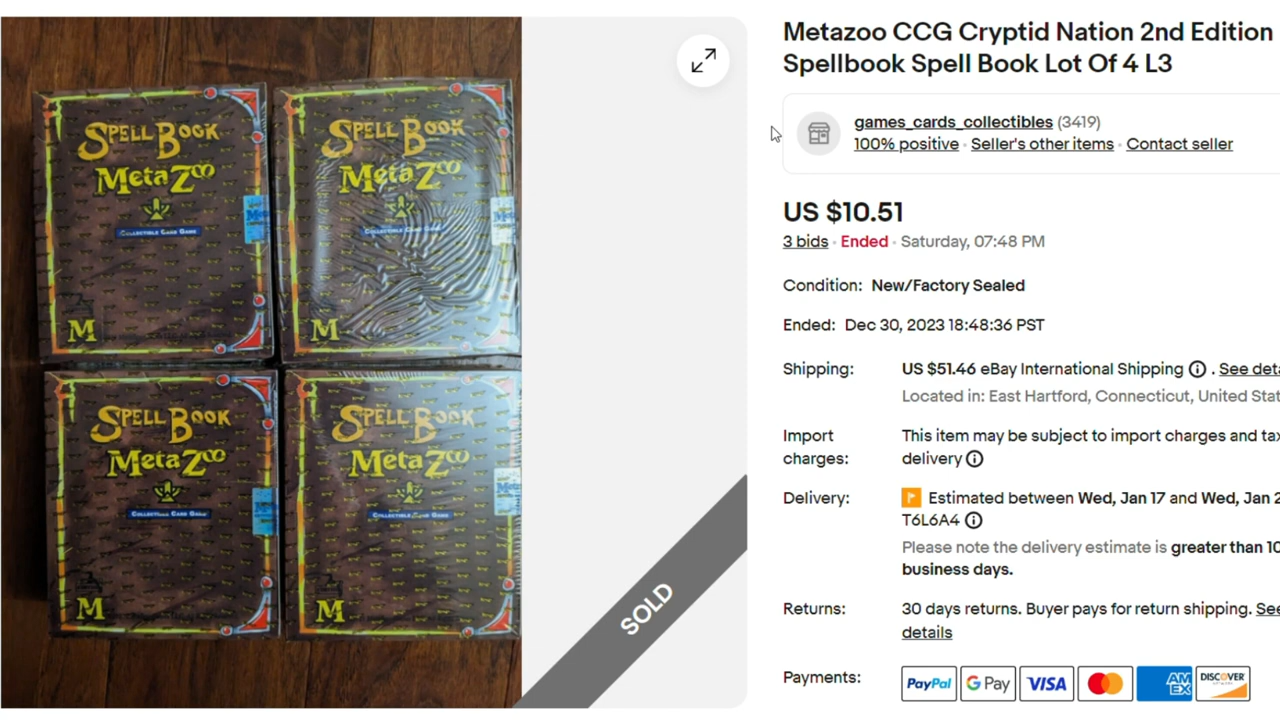 SPELL BOOK
MetaZoo
COLLECTIBLE CARD GAME
M
SPELL BOOK
MetaZoo
COLLECTIBLE CARD GAME
M
SPELL BOOK
MetaZoo
COLLECTIBLE CARD GAME
M
SPELL BOOK
MetaZoo
COLLECTIBLE CARD GAME
M
SOLD
Metazoo CCG Cryptid Nation 2nd Edition
Spellbook Spell Book Lot Of 4 L3
games_cards_collectibles (3419)
100% positive · Seller's other items · Contact seller
US $10.51
3 bids · Ended · Saturday, 07:48 PM
Condition: New/Factory Sealed
Ended: Dec 30, 2023 18:48:36 PST
Shipping: US $51.46 eBay International Shipping . See
Located in: East Hartford, Connecticut, United
Import charges: This item may be subject to import charges and
delivery
Delivery: Estimated between Wed, Jan 17 and Wed, Jan
T6L6A4
Please note the delivery estimate is greater than
business days.
Returns: 30 days returns. Buyer pays for return shipping. See
details
Payments: PayPal G Pay VISA AMEX DISCOVER